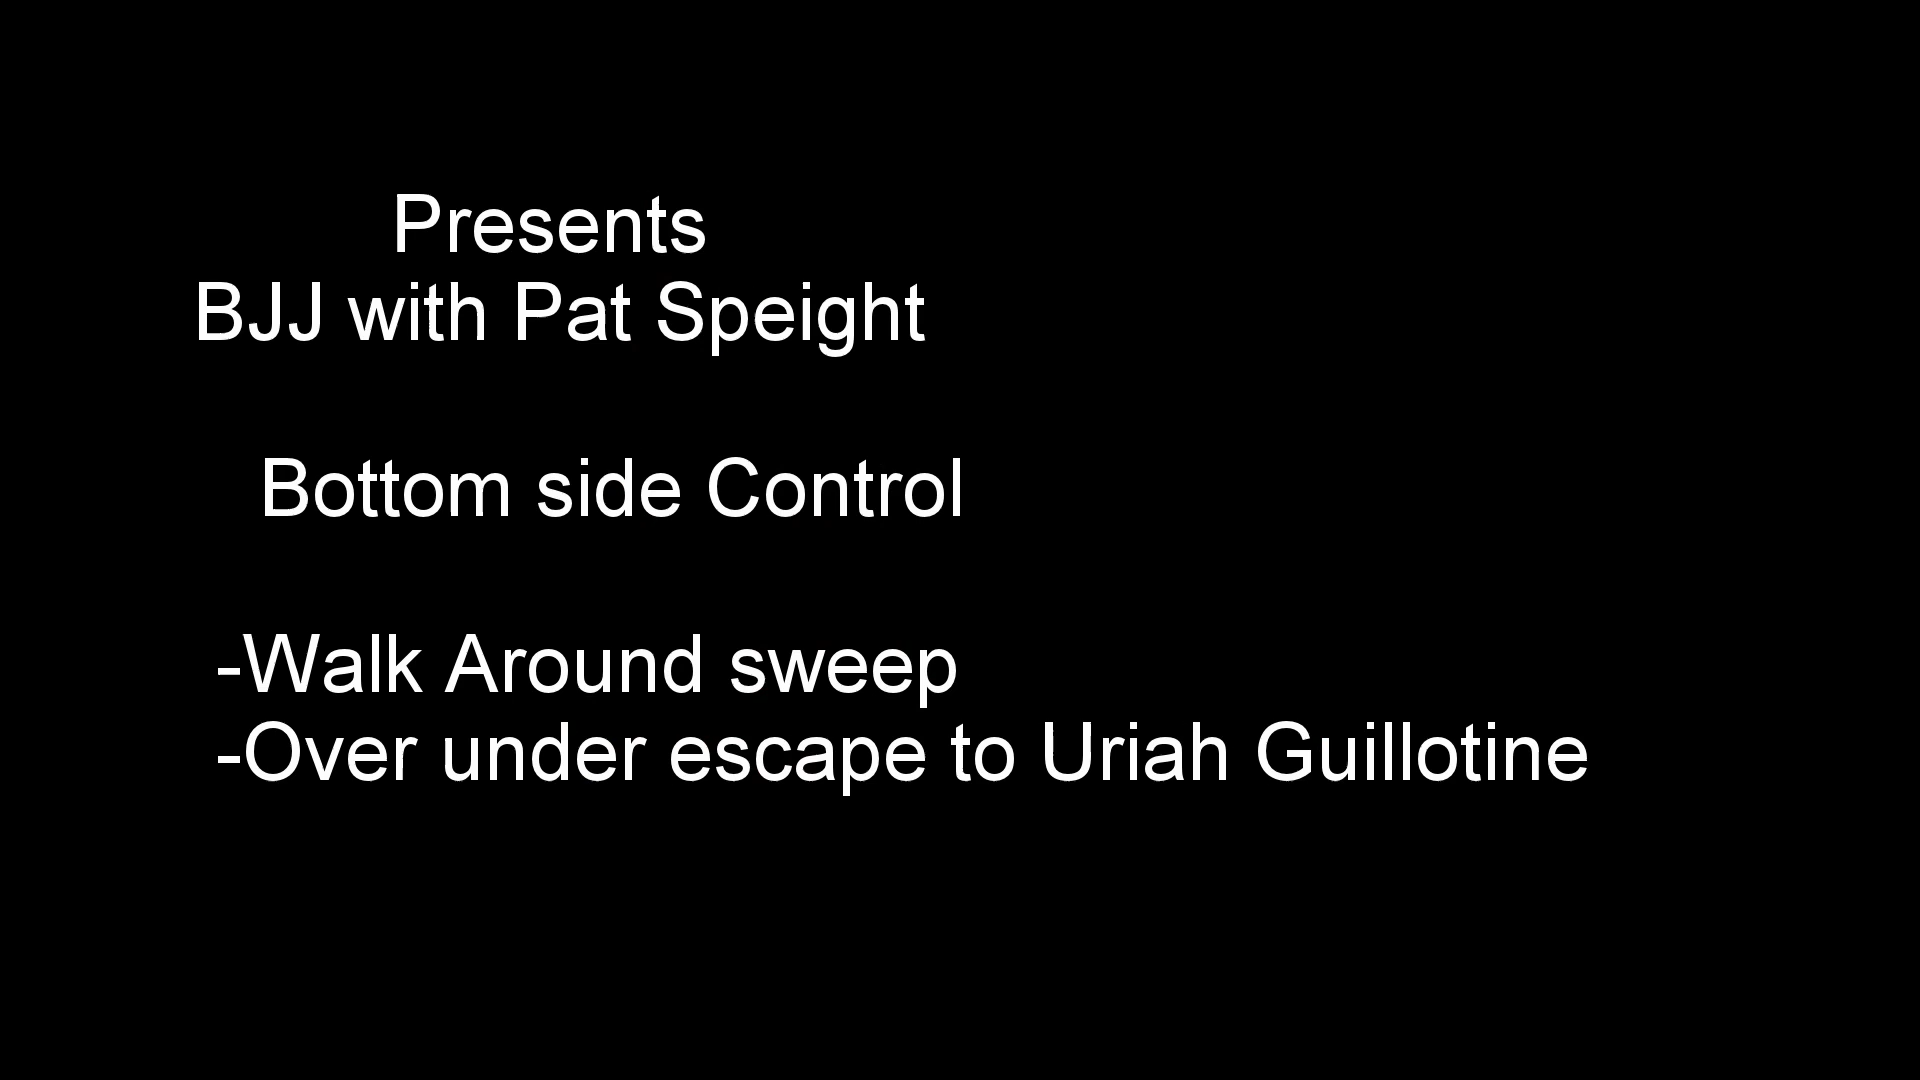 Presents
BJJ with Pat Speight
Bottom side Control
-Walk Around sweep
-Over under escape to Uriah Guillotine